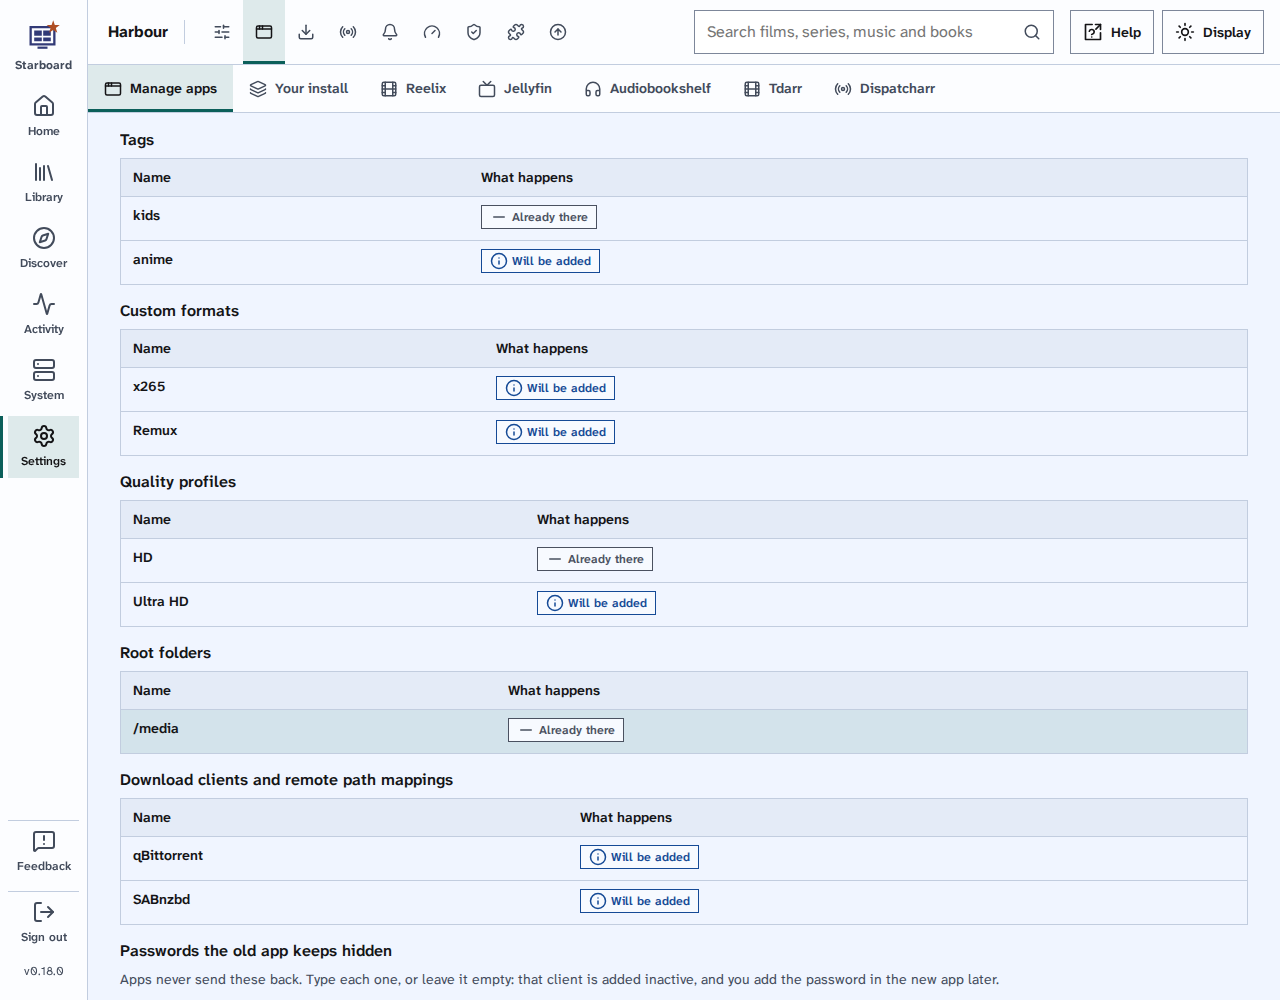 Starboard
Home
Library
Discover
Activity
System
Settings
Feedback
Sign out
v0.18.0
Harbour
Search films, series, music and books
Help
Display
Manage apps
Your install
Reelix
Jellyfin
Audiobookshelf
Tdarr
Dispatcharr
Tags
Name What happens
kids Already there
anime Will be added
Custom formats
Name What happens
x265 Will be added
Remux Will be added
Quality profiles
Name What happens
HD Already there
Ultra HD Will be added
Root folders
Name What happens
/media Already there
Download clients and remote path mappings
Name What happens
qBittorrent Will be added
SABnzbd Will be added
Passwords the old app keeps hidden
Apps never send these back. Type each one, or leave it empty: that client is added inactive, and you add the password in the new app later.